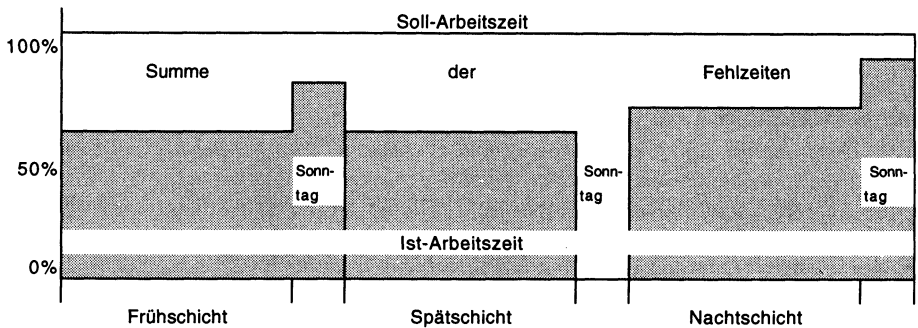 Soll-Arbeitszeit
100%
Summe der Fehlzeiten
50%
Sonn-
tag
Sonn-
tag
Sonn-
tag
Ist-Arbeitszeit
0%
Frühschicht Spätschicht Nachtschicht